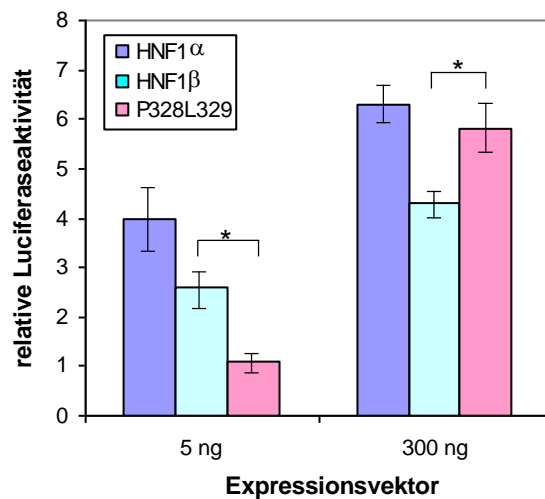 8
7
6
5
4
3
2
1
0
relative Luciferaseaktivität
HNF1α
HNF1β
P328L329
*
*
5 ng
300 ng
Expressionsvektor